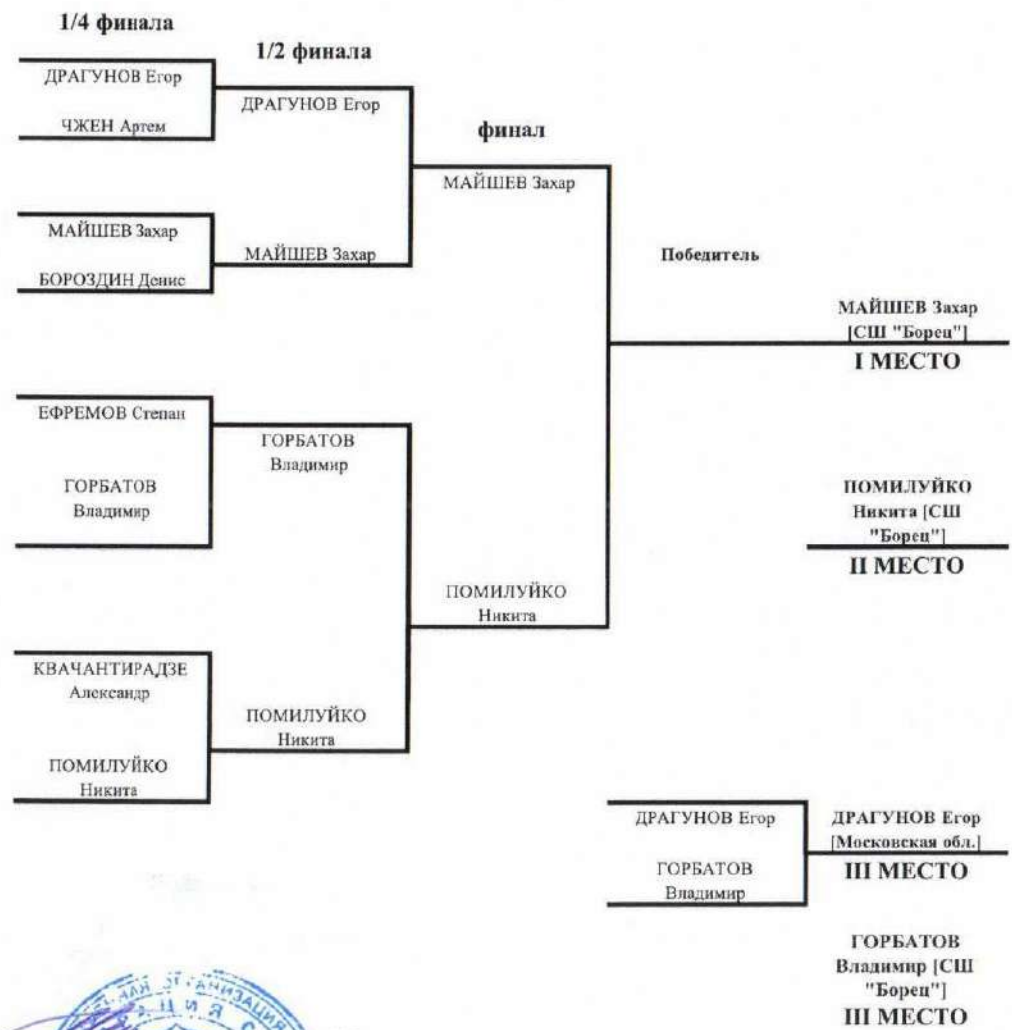 1/4 финала
1/2 финала
финал
Победитель
ДРАГУНОВ Егор
ЧЖЕН Артем
ДРАГУНОВ Егор
МАЙШЕВ Захар
БОРОЗДИН Денис
МАЙШЕВ Захар
МАЙШЕВ Захар
ЕФРЕМОВ Степан
ГОРБАТОВ
Владимир
ГОРБАТОВ
Владимир
КВАЧАНТИРАДЗЕ
Александр
ПОМИЛУЙКО
Никита
ПОМИЛУЙКО
Никита
ПОМИЛУЙКО
Никита
МАЙШЕВ Захар
[СШ "Борец"]
I МЕСТО
ПОМИЛУЙКО
Никита [СШ
"Борец"]
II МЕСТО
ДРАГУНОВ Егор
ГОРБАТОВ
Владимир
ДРАГУНОВ Егор
[Московская обл.]
III МЕСТО
ГОРБАТОВ
Владимир [СШ
"Борец"]
III МЕСТО
ОРГАНИЗАЦИЯ